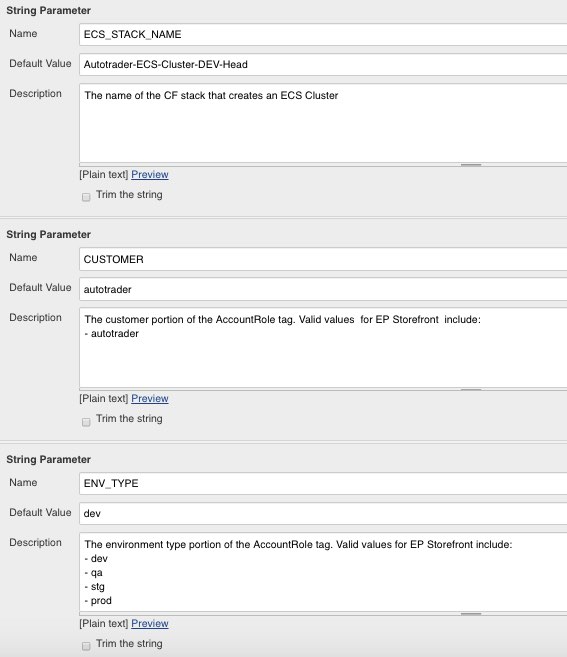 String Parameter
Name ECS_STACK_NAME
Default Value Autotrader-ECS-Cluster-DEV-Head
Description The name of the CF stack that creates an ECS Cluster
[Plain text] Preview
Trim the string
String Parameter
Name CUSTOMER
Default Value autotrader
Description The customer portion of the AccountRole tag. Valid values  for EP Storefront  include:
- autotrader
[Plain text] Preview
Trim the string
String Parameter
Name ENV_TYPE
Default Value dev
Description The environment type portion of the AccountRole tag. Valid values for EP Storefront include:
- dev
- qa
- stg
- prod
[Plain text] Preview
Trim the string